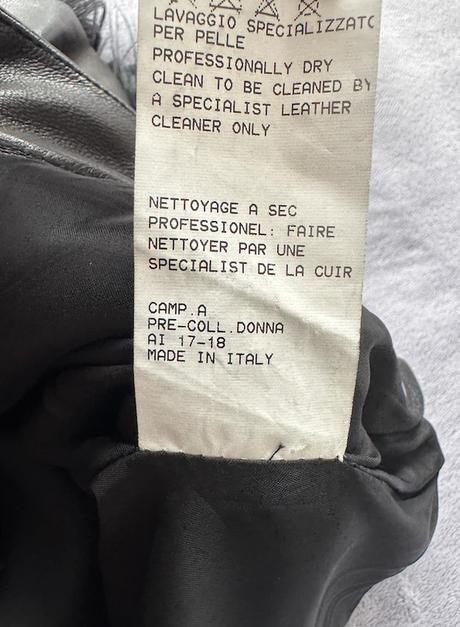 LAVAGGIO SPECIALIZZATO
PER PELLE
PROFESSIONALLY DRY
CLEAN TO BE CLEANED BY
A SPECIALIST LEATHER
CLEANER ONLY
NETTOYAGE A SEC
PROFESSIONEL: FAIRE
NETTOYER PAR UNE
SPECIALIST DE LA CUIR
CAMP.A
PRE-COLL.DONNA
AI 17-18
MADE IN ITALY